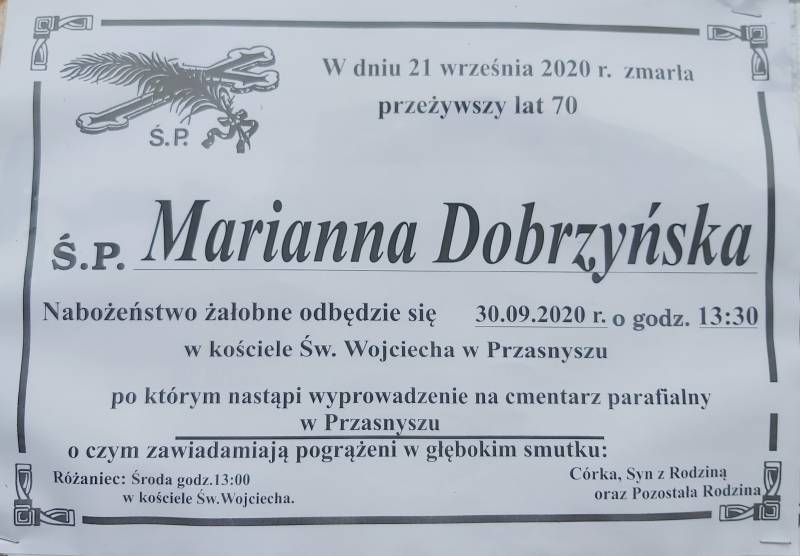 W dniu 21 września 2020 r. zmarła
przeżywszy lat 70
Ś.P.
Ś.P. Marianna Dobrzyńska
Nabożeństwo żałobne odbędzie się 30.09.2020 r. o godz. 13:30
w kościele Św. Wojciecha w Przasnyszu
po którym nastąpi wyprowadzenie na cmentarz parafialny
w Przasnyszu
o czym zawiadamiają pogrążeni w głębokim smutku:
Różaniec: Środa godz.13:00
w kościele Św.Wojciecha.
Córka, Syn z Rodziną
oraz Pozostała Rodzina